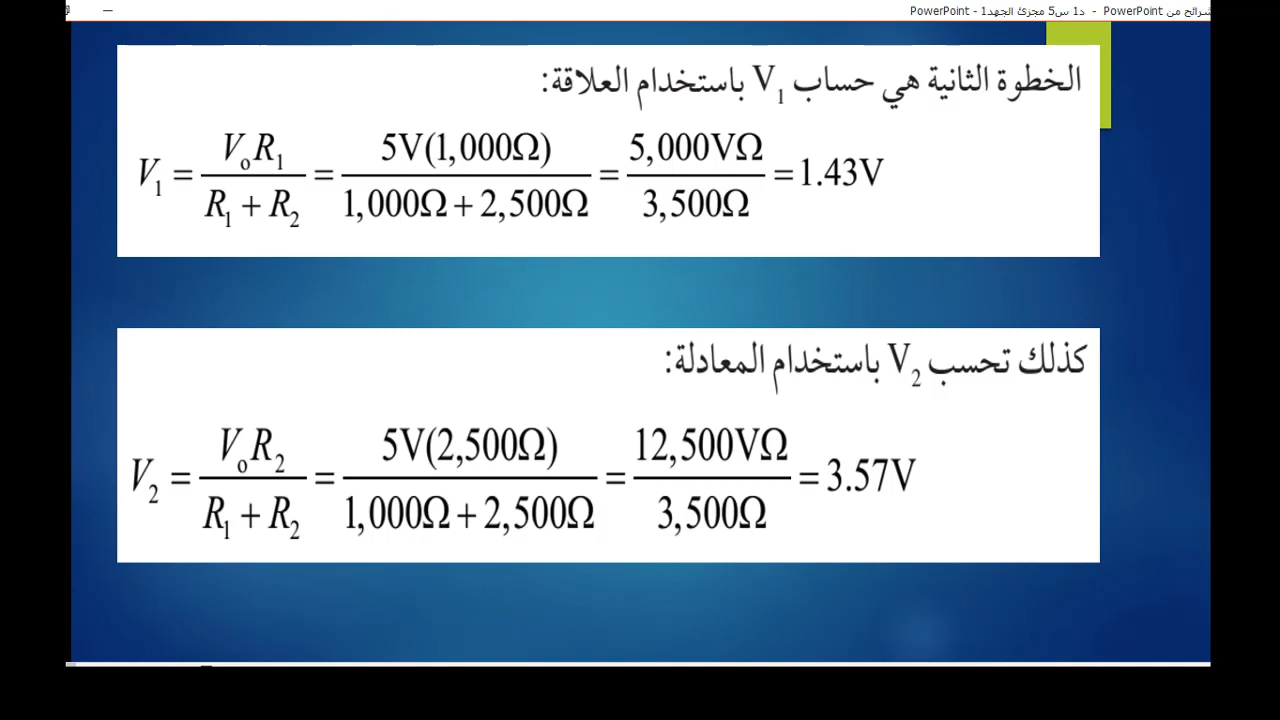 شرائح من PowerPoint - د1 س5 مجزئ الجهد1 - PowerPoint
الخطوة الثانية هي حساب V₁ باستخدام العلاقة:
V₁ = VₒR₁ / (R₁ + R₂) = 5V(1,000Ω) / (1,000Ω + 2,500Ω) = 5,000VΩ / 3,500Ω = 1.43V
كذلك تحسب V₂ باستخدام المعادلة:
V₂ = VₒR₂ / (R₁ + R₂) = 5V(2,500Ω) / (1,000Ω + 2,500Ω) = 12,500VΩ / 3,500Ω = 3.57V